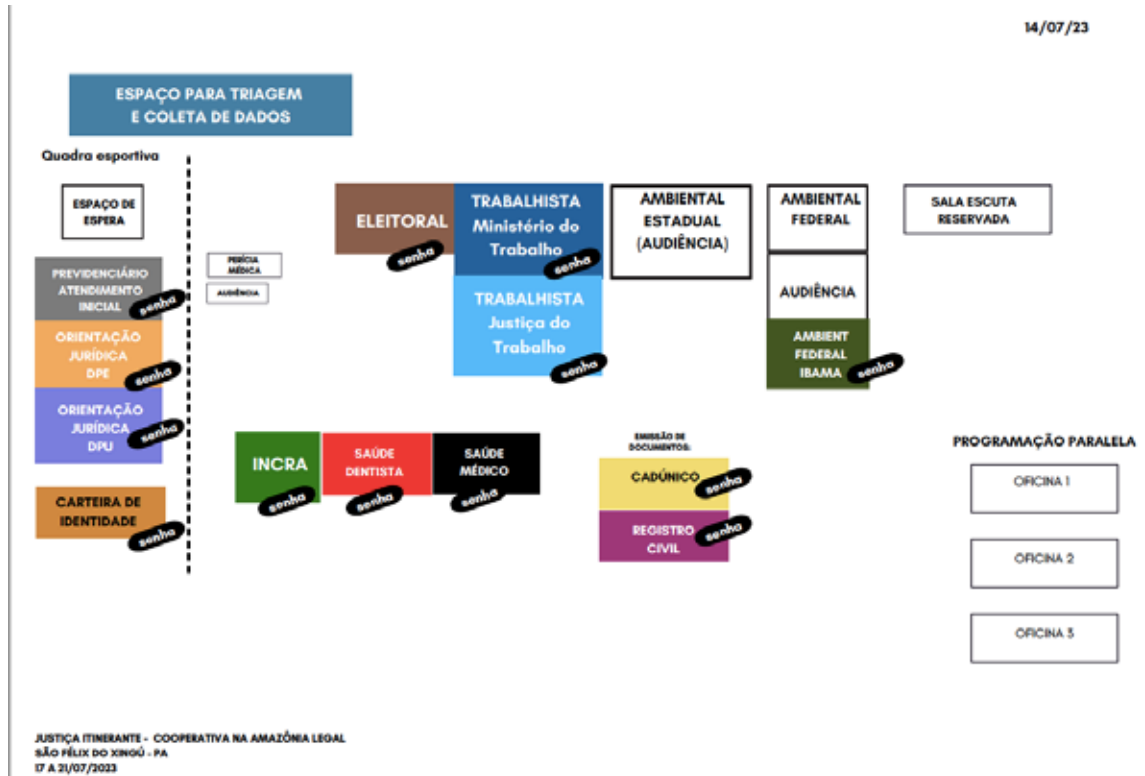 14/07/23
ESPAÇO PARA TRIAGEM
E COLETA DE DADOS
Quadra esportiva
ESPAÇO DE
ESPERA
PREVIDENCIÁRIO
ATENDIMENTO
INICIAL
senha
ORIENTAÇÃO
JURÍDICA
DPE
senha
ORIENTAÇÃO
JURÍDICA
DPU
senha
CARTEIRA DE
IDENTIDADE
senha
PERÍCIA
MÉDICA
AUDIÊNCIA
ELEITORAL
senha
TRABALHISTA
Ministério do
Trabalho
senha
TRABALHISTA
Justiça do
Trabalho
senha
AMBIENTAL
ESTADUAL
(AUDIÊNCIA)
AMBIENTAL
FEDERAL
AUDIÊNCIA
AMBIENT
FEDERAL
IBAMA
senha
SALA ESCUTA
RESERVADA
INCRA
senha
SAÚDE
DENTISTA
senha
SAÚDE
MÉDICO
senha
EMISSÃO DE
DOCUMENTOS:
CADÚNICO
senha
REGISTRO
CIVIL
senha
PROGRAMAÇÃO PARALELA
OFICINA 1
OFICINA 2
OFICINA 3
JUSTIÇA ITINERANTE - COOPERATIVA NA AMAZÔNIA LEGAL
SÃO FÉLIX DO XINGÚ - PA
17 A 21/07/2023